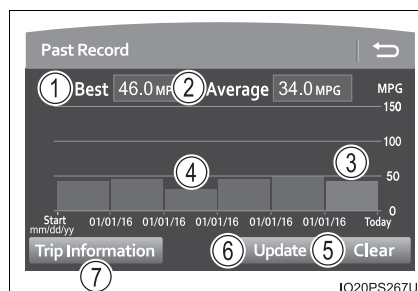 Past Record
1 Best 46.0 MP 2 Average 34.0 MPG MPG
150
100
3
50
4
0
Start 01/01/16 01/01/16 01/01/16 01/01/16 01/01/16 Today
mm/dd/yy
Trip Information 6 Update 5 Clear
7
IO20PS267U